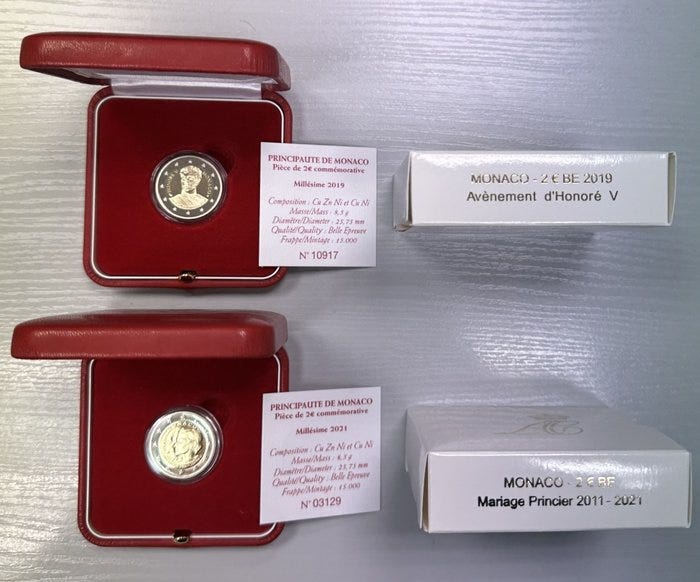 PRINCIPAUTE DE MONACO
Pièce de 2€ commémorative
Millésime 2019
Composition : Cu Zn Ni et Cu Ni
Masse/Mass : 8,5 g
Diamètre/Diameter : 25,75 mm
Qualité/Quality : Belle Epreuve
Frappe/Mintage : 15.000
N° 10917
MONACO - 2 € BE 2019
Avènement d'Honoré V
PRINCIPAUTE DE MONACO
Pièce de 2€ commémorative
Millésime 2021
Composition : Cu Zn Ni et Cu Ni
Masse/Mass : 8,5 g
Diamètre/Diameter : 25,75 mm
Qualité/Quality : Belle Epreuve
Frappe/Mintage : 15.000
N° 03129
MONACO - 2 € BE
Mariage Princier 2011 - 2021